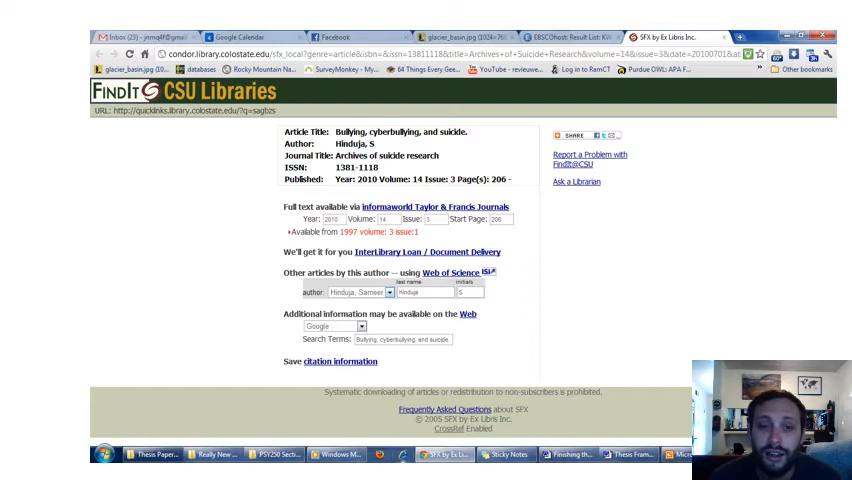 Inbox (23) - jnmq4f@gmail
Google Calendar
Facebook
glacier_basin.jpg (1024×76
EBSCOhost: Result List: KW
SFX by Ex Libris Inc.
condor.library.colostate.edu/sfx_local?genre=article&isbn=&issn=13811118&title=Archives of Suicide Research&volume=14&issue=3&date=20100701&at
glacier_basin.jpg (10
databases
Rocky Mountain Na
SurveyMonkey - My
64 Things Every Gee
YouTube - revieuwe
Log in to RamCT
Purdue OWL: APA F
Other bookmarks
FINDIT@ CSU Libraries
URL: http://quicklinks.library.colostate.edu/?q=sagbzs
Article Title: Bullying, cyberbullying, and suicide.
Author: Hinduja, S
Journal Title: Archives of suicide research
ISSN: 1381-1118
Published: Year: 2010 Volume: 14 Issue: 3 Page(s): 206 -
SHARE
Report a Problem with
FindIt@CSU
Ask a Librarian
Full text available via informaworld Taylor & Francis Journals
Year: 2010 Volume: 14 Issue: 3 Start Page: 206
Available from 1997 volume: 3 issue:1
We'll get it for you InterLibrary Loan / Document Delivery
Other articles by this author -- using Web of Science ISI
last name initials
author: Hinduja, Sameer Hinduja S
Additional information may be available on the Web
Google
Search Terms: Bullying, cyberbullying, and suicide.
Save citation information
Systematic downloading of articles or redistribution to non-subscribers is prohibited.
Frequently Asked Questions about SFX
© 2005 SFX by Ex Libris Inc.
CrossRef Enabled
Thesis Paper...
Really New ...
PSY250 Secti...
Windows M...
SFX by Ex Li...
Sticky Notes
Finishing th...
Thesis Fram...
Micro